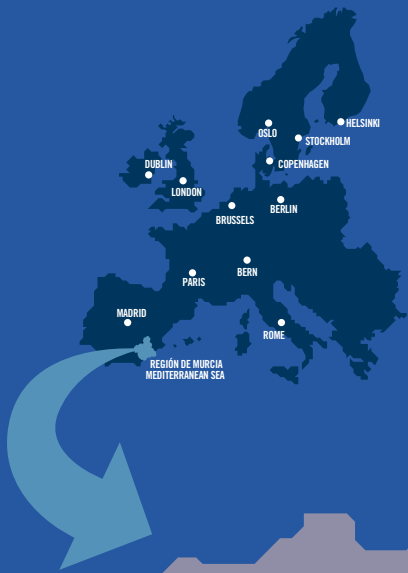 HELSINKI
OSLO
STOCKHOLM
COPENHAGEN
DUBLIN
LONDON
BERLIN
BRUSSELS
BERN
PARIS
MADRID
ROME
REGIÓN DE MURCIA
MEDITERRANEAN SEA